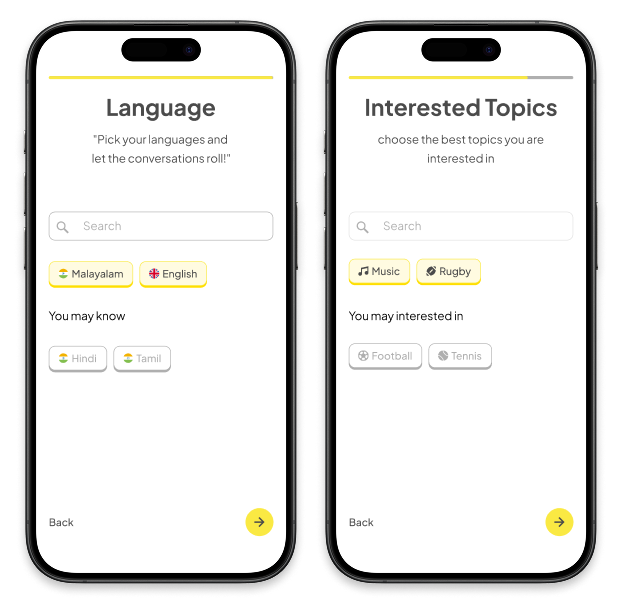 Language
"Pick your languages and
let the conversations roll!"
Search
Malayalam English
You may know
Hindi Tamil
Back
Interested Topics
choose the best topics you are
interested in
Search
Music Rugby
You may interested in
Football Tennis
Back